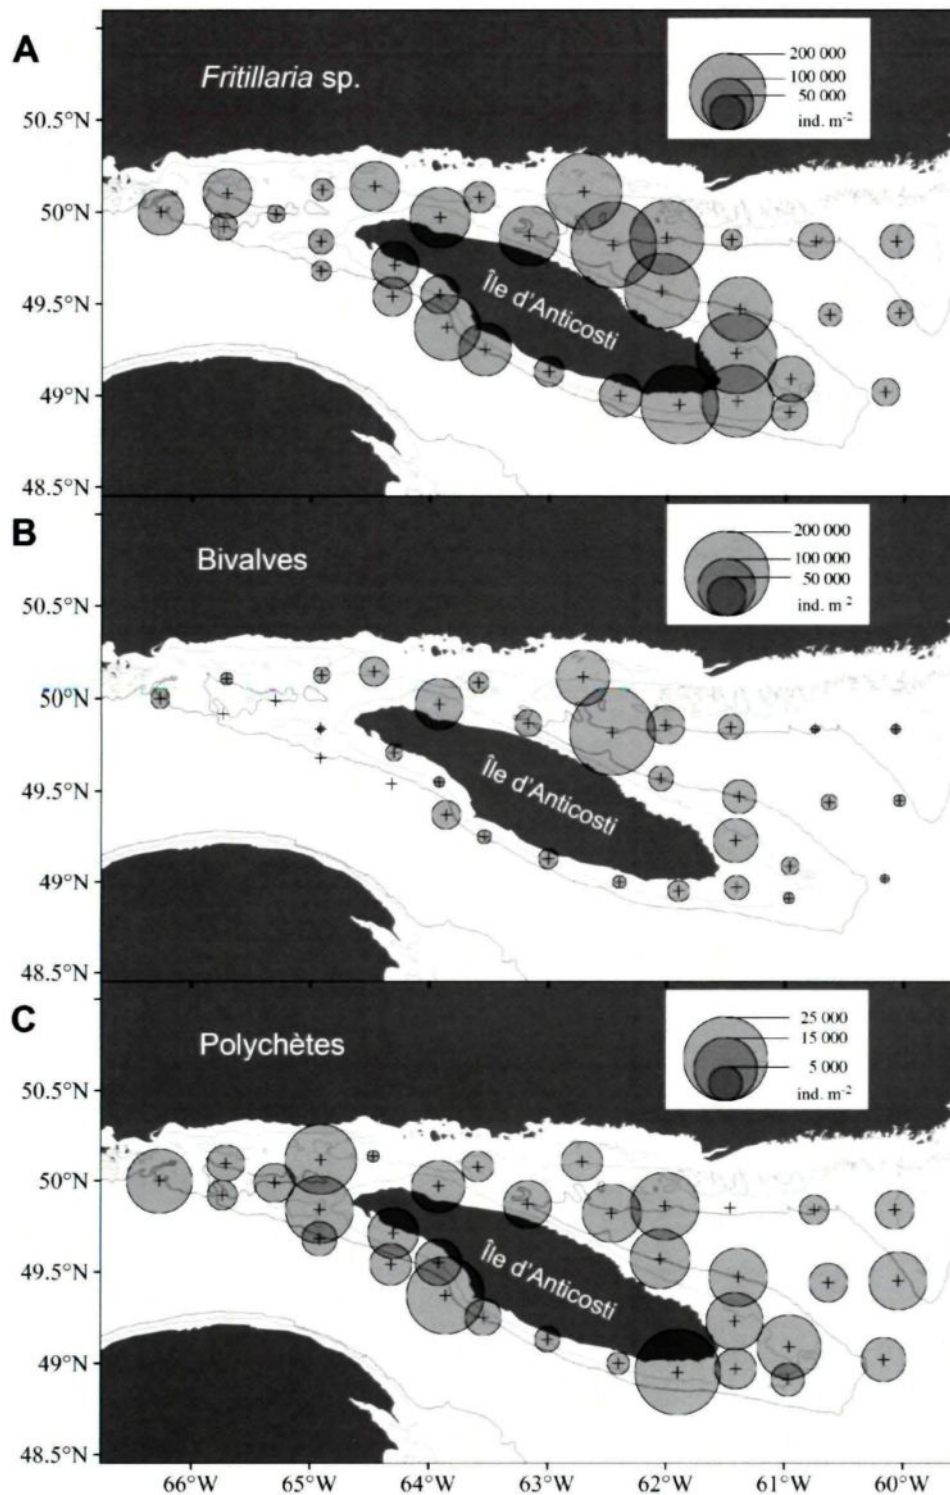 A
Fritillaria sp.
200 000
100 000
50 000
ind. m-2
50.5°N
50°N
49.5°N
49°N
48.5°N
Île d'Anticosti
B
Bivalves
200 000
100 000
50 000
ind. m-2
50.5°N
50°N
49.5°N
49°N
48.5°N
Île d'Anticosti
C
Polychètes
25 000
15 000
5 000
ind. m-2
50.5°N
50°N
49.5°N
49°N
48.5°N
Île d'Anticosti
66°W
65°W
64°W
63°W
62°W
61°W
60°W